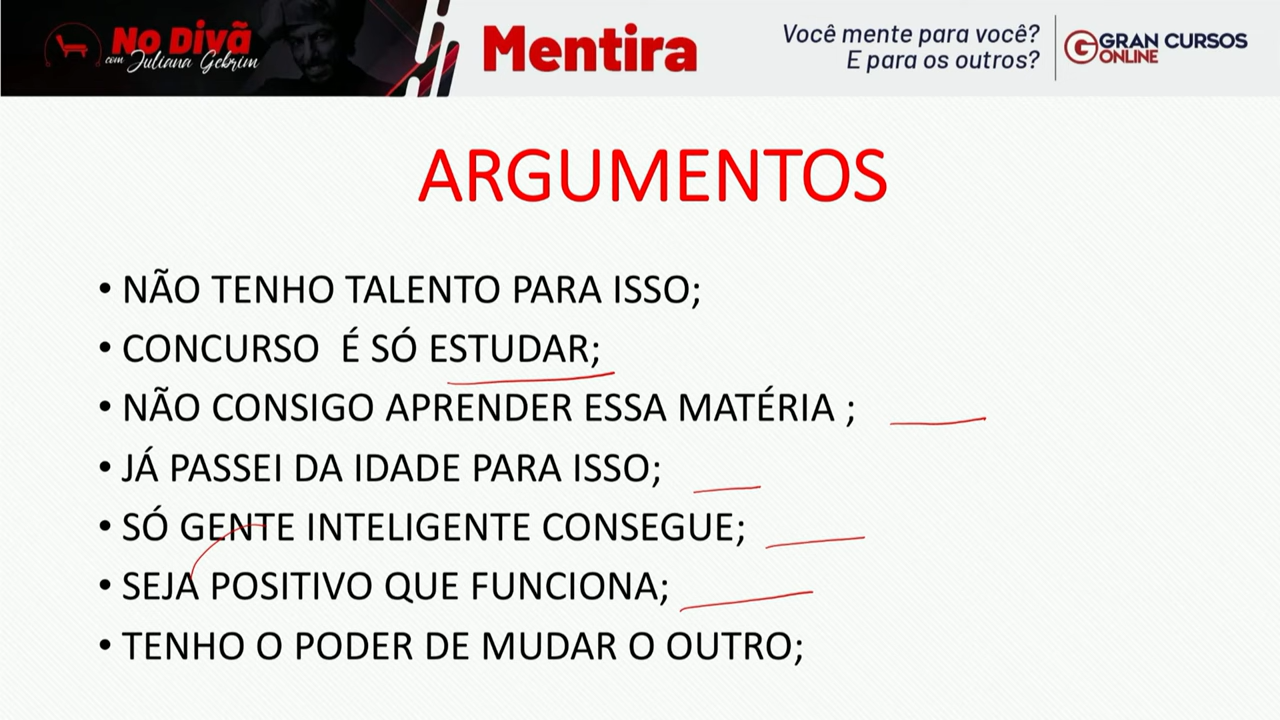 No Divã
com Juliana Gebrim
Mentira
Você mente para você?
E para os outros?
GRAN CURSOS
ONLINE
ARGUMENTOS
• NÃO TENHO TALENTO PARA ISSO;
• CONCURSO  É SÓ ESTUDAR;
• NÃO CONSIGO APRENDER ESSA MATÉRIA ;
• JÁ PASSEI DA IDADE PARA ISSO;
• SÓ GENTE INTELIGENTE CONSEGUE;
• SEJA POSITIVO QUE FUNCIONA;
• TENHO O PODER DE MUDAR O OUTRO;